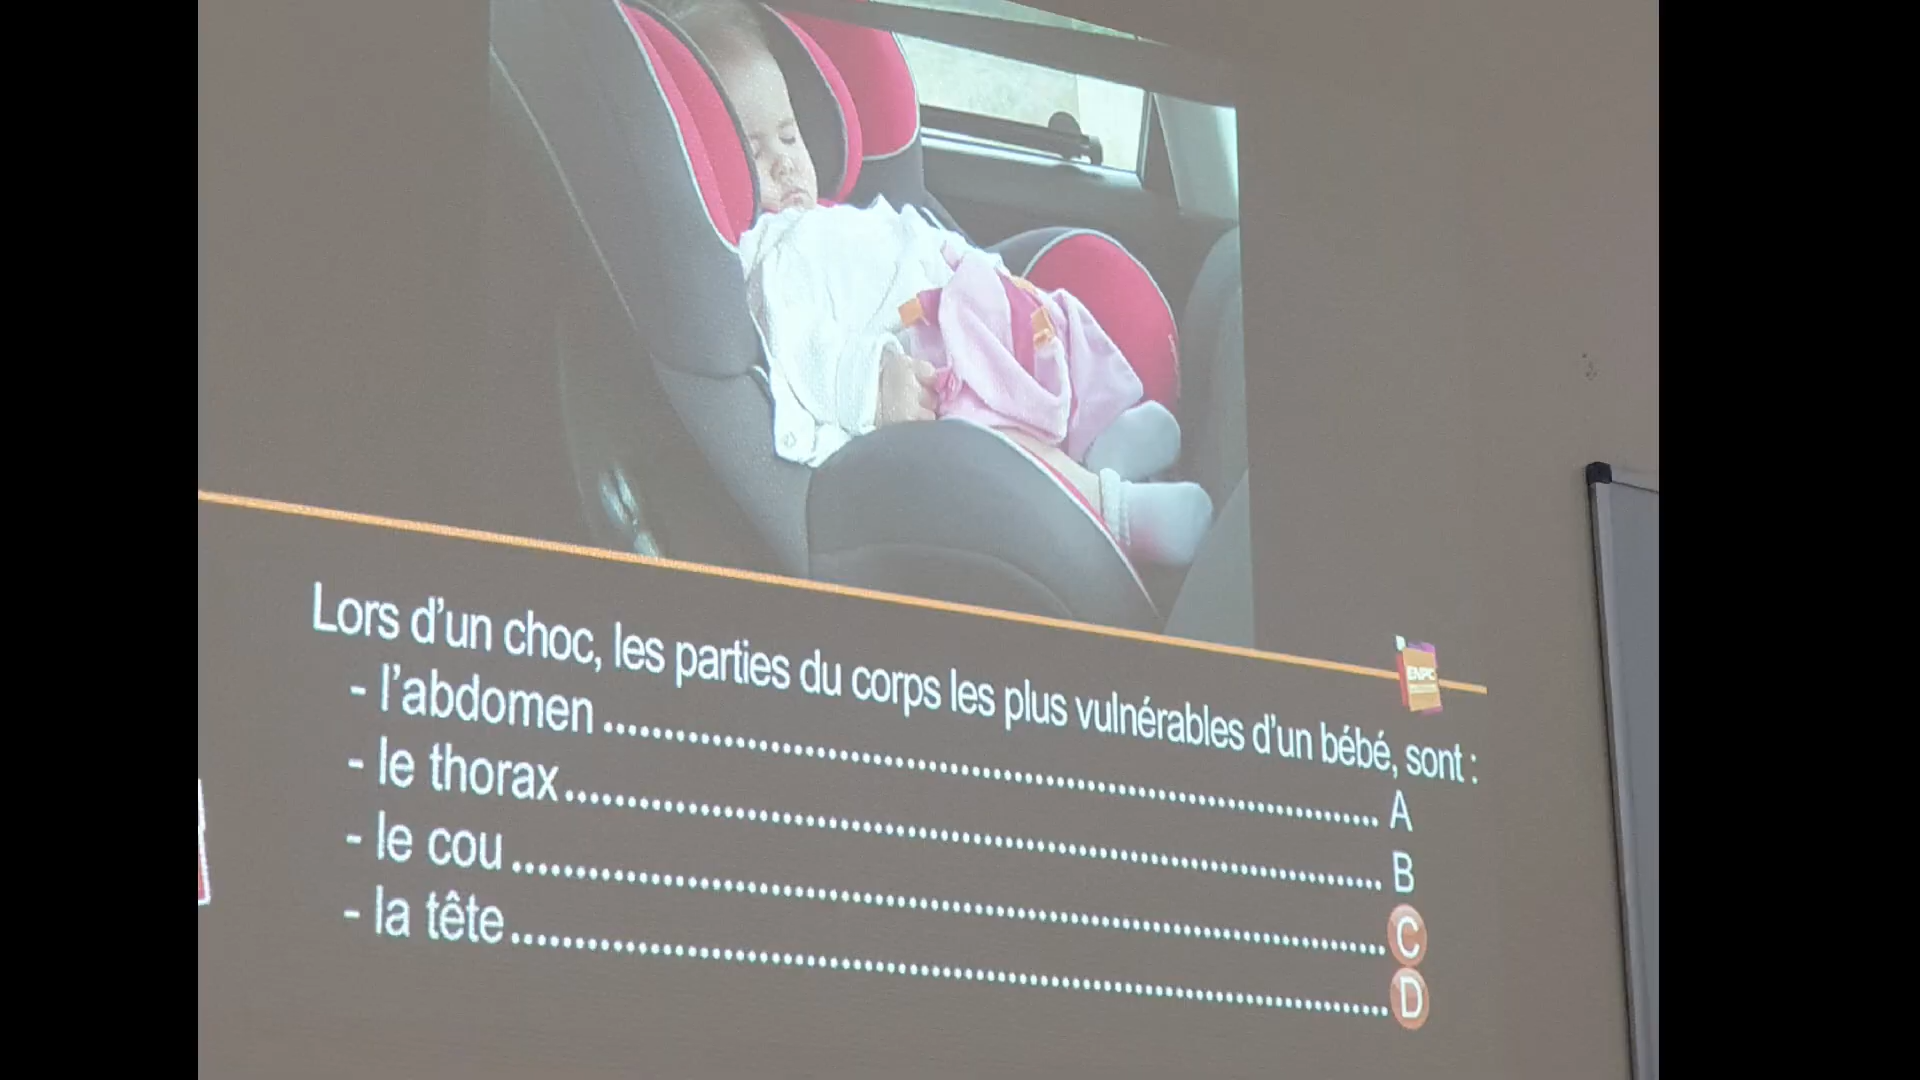 Lors d'un choc, les parties du corps les plus vulnérables d'un bébé, sont :
- l'abdomen ........ A
- le thorax ........ B
- le cou ........ C
- la tête ........ D
ENPC